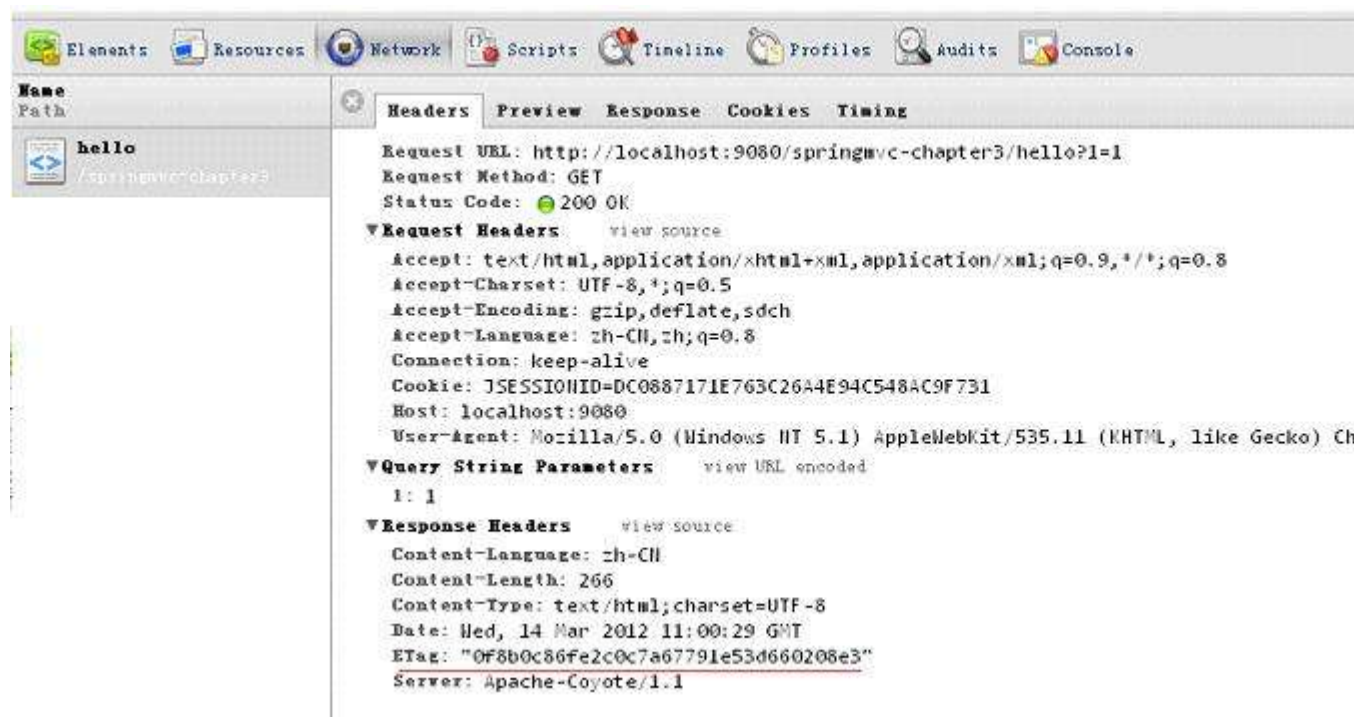 Elements Resources Network Scripts Timeline Profiles Audits Console
Name
Path
hello
/springmvc-chapter3
Headers Preview Response Cookies Timing
Request URL: http://localhost:9080/springmvc-chapter3/hello?1=1
Request Method: GET
Status Code: 200 OK
▼Request Headers view source
Accept: text/html,application/xhtml+xml,application/xml;q=0.9,*/*;q=0.8
Accept-Charset: UTF-8,*;q=0.5
Accept-Encoding: gzip,deflate,sdch
Accept-Language: zh-CN,zh;q=0.8
Connection: keep-alive
Cookie: JSESSIONID=DC0887171E763C26A4E94C548AC9F731
Host: localhost:9080
User-Agent: Mozilla/5.0 (Windows NT 5.1) AppleWebKit/535.11 (KHTML, like Gecko) Ch
▼Query String Parameters view URL encoded
1: 1
▼Response Headers view source
Content-Language: zh-CN
Content-Length: 266
Content-Type: text/html;charset=UTF-8
Date: Wed, 14 Mar 2012 11:00:29 GMT
ETag: "0f8b0c86fe2c0c7a67791e53d660208e3"
Server: Apache-Coyote/1.1